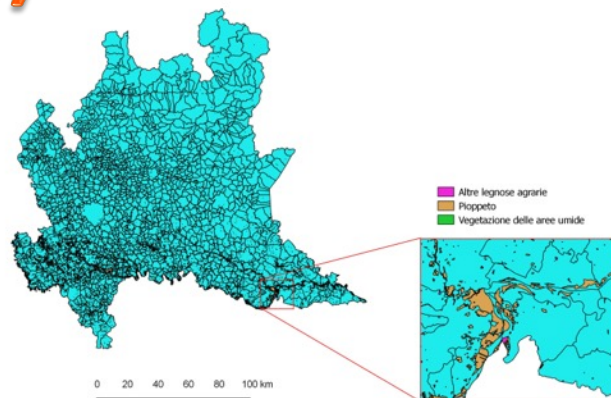 Altre legnose agrarie
Pioppeto
Vegetazione delle aree umide
0 20 40 60 80 100 km